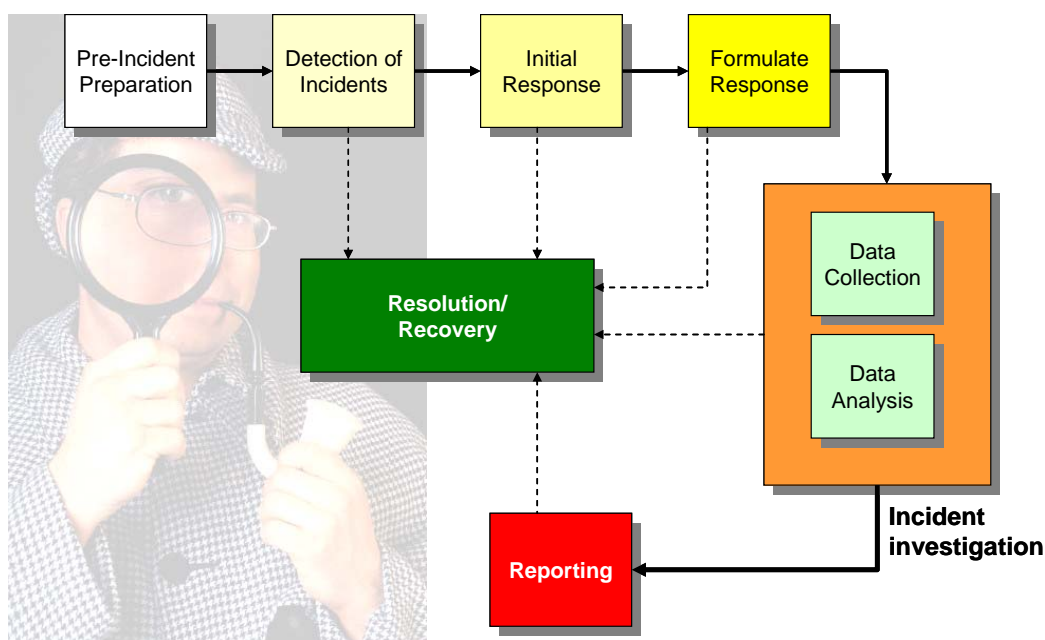 Pre-Incident
Preparation
Detection of
Incidents
Initial
Response
Formulate
Response
Data
Collection
Resolution/
Recovery
Data
Analysis
Incident
investigation
Reporting